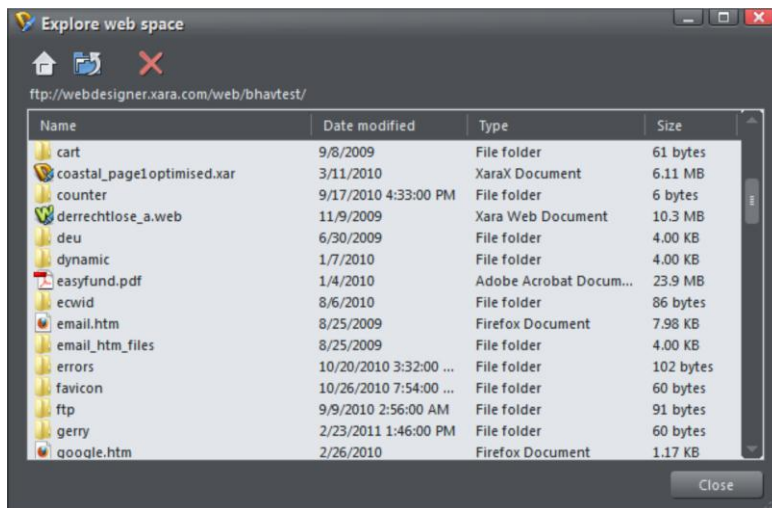 Explore web space
ftp://webdesigner.xara.com/web/bhavtest/
Name Date modified Type Size
cart 9/8/2009 File folder 61 bytes
coastal_page1optimised.xar 3/11/2010 XaraX Document 6.11 MB
counter 9/17/2010 4:33:00 PM File folder 6 bytes
derrechtlose_a.web 11/9/2009 Xara Web Document 10.3 MB
deu 6/30/2009 File folder 4.00 KB
dynamic 1/7/2010 File folder 4.00 KB
easyfund.pdf 1/4/2010 Adobe Acrobat Docum... 23.9 MB
ecwid 8/6/2010 File folder 86 bytes
email.htm 8/25/2009 Firefox Document 7.98 KB
email_htm_files 8/25/2009 File folder 4.00 KB
errors 10/20/2010 3:32:00 ... File folder 102 bytes
favicon 10/26/2010 7:54:00 ... File folder 60 bytes
ftp 9/9/2010 2:56:00 AM File folder 91 bytes
gerry 2/23/2011 1:46:00 PM File folder 60 bytes
google.htm 2/26/2010 Firefox Document 1.17 KB
Close